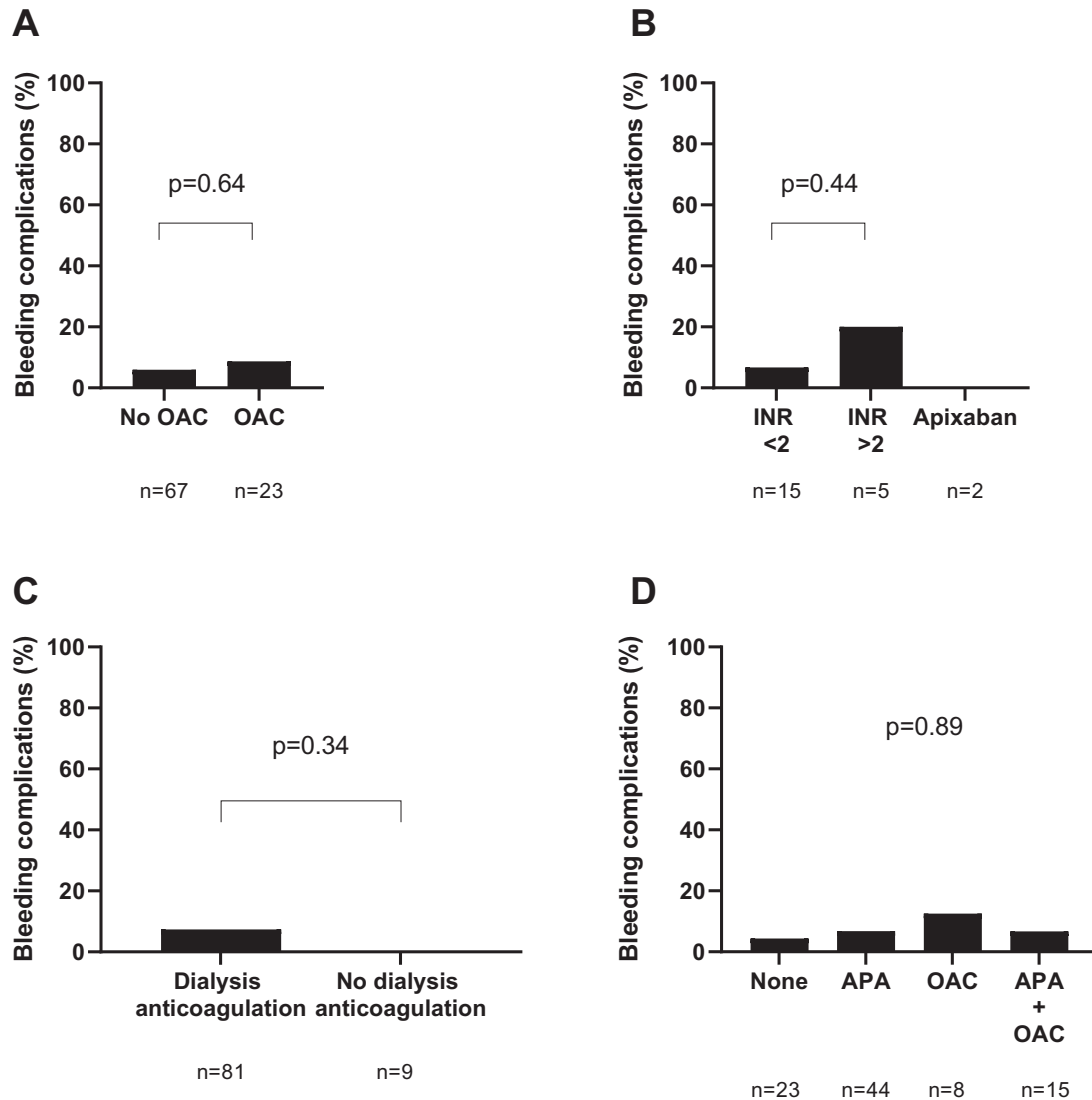 A
Bleeding complications (%)
100
80
60
40
20
0
p=0.64
No OAC OAC
n=67 n=23
B
Bleeding complications (%)
100
80
60
40
20
0
p=0.44
INR INR Apixaban
<2 >2
n=15 n=5 n=2
C
Bleeding complications (%)
100
80
60
40
20
0
p=0.34
Dialysis No dialysis
anticoagulation anticoagulation
n=81 n=9
D
Bleeding complications (%)
100
80
60
40
20
0
p=0.89
None APA OAC APA
+
OAC
n=23 n=44 n=8 n=15